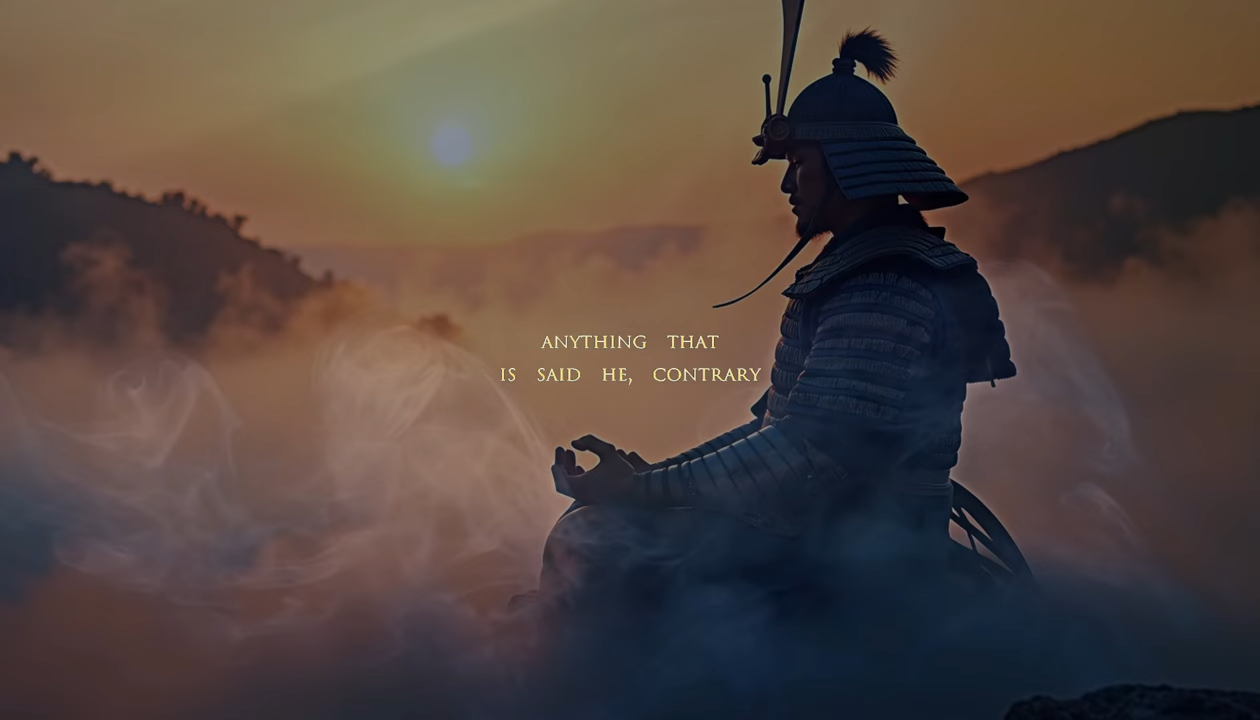 ANYTHING THAT
IS SAID HE, CONTRARY